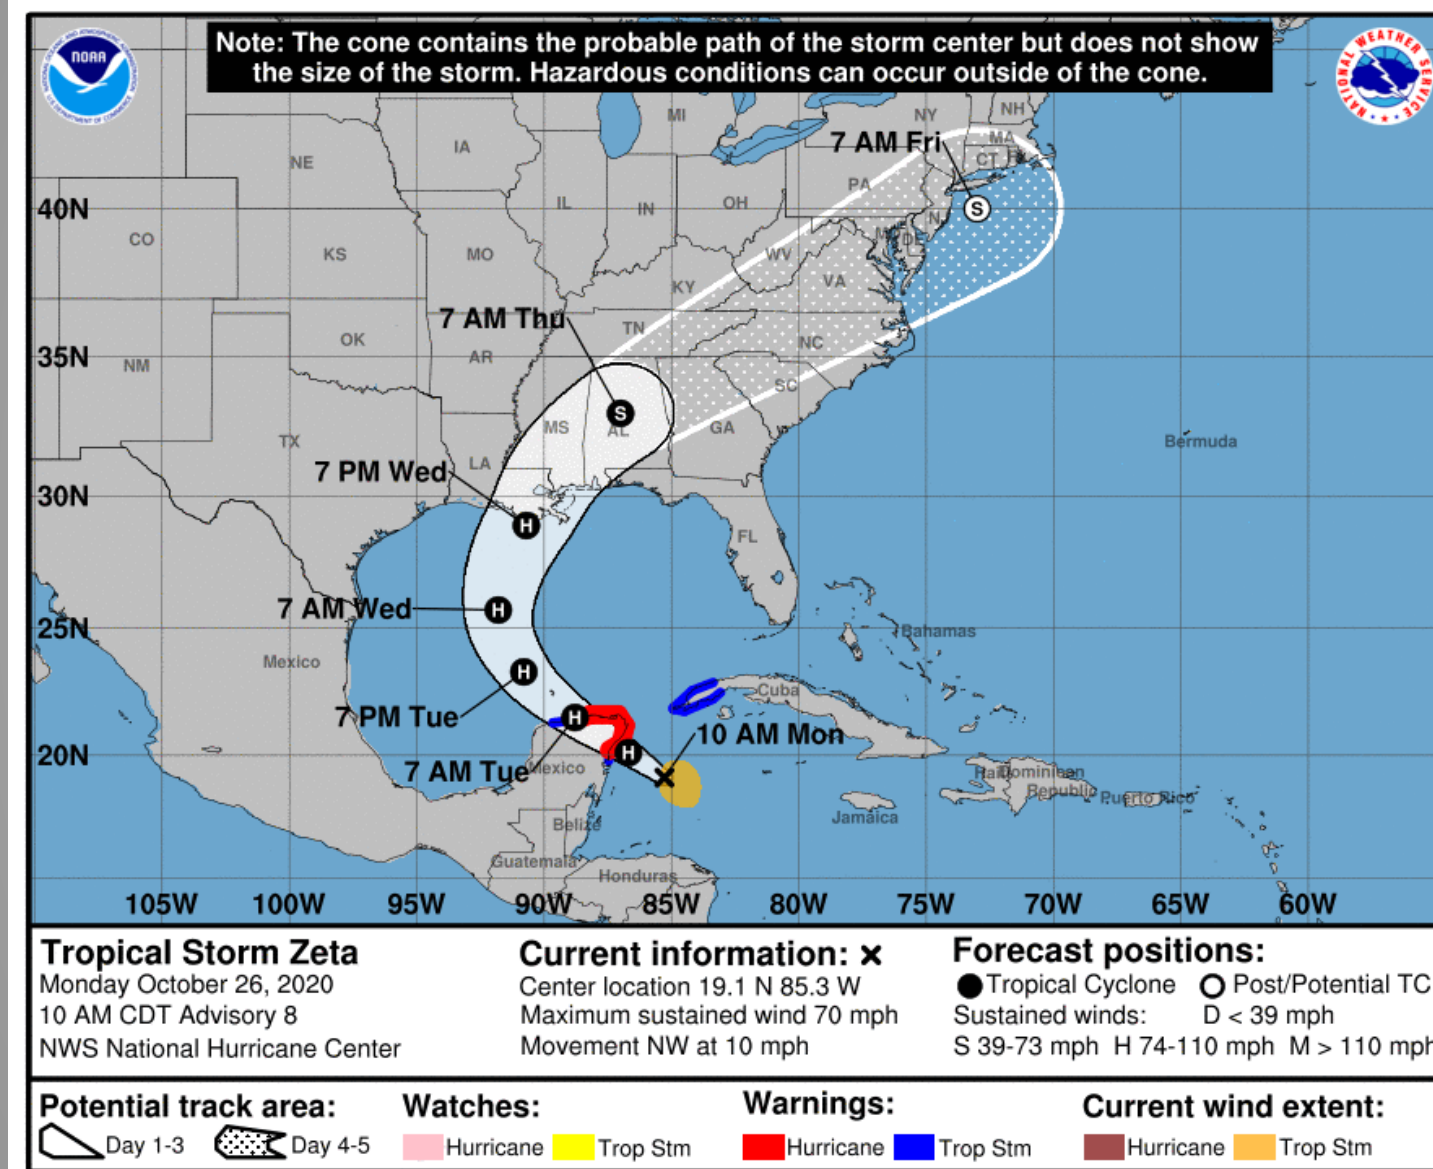 Note: The cone contains the probable path of the storm center but does not show
the size of the storm. Hazardous conditions can occur outside of the cone.
NOAA
NATIONAL WEATHER SERVICE
NY
NH
MI
7 AM Fri
MA
IA
NE
CT
PA
S
40N
IL
IN
OH
CO
KS
MO
WV
DE
KY
VA
7 AM Thu
TN
OK
NC
35N
NM
AR
SC
S
MS
AL
GA
TX
Bermuda
7 PM Wed
LA
30N
H
FL
7 AM Wed
H
25N
Bahamas
Mexico
H
Cuba
7 PM Tue
H
10 AM Mon
20N
H
7 AM Tue
Mexico
Haiti
Dominican
Republic
Puerto Rico
Jamaica
Belize
Guatemala
Honduras
105W 100W 95W 90W 85W 80W 75W 70W 65W 60W
Tropical Storm Zeta
Monday October 26, 2020
10 AM CDT Advisory 8
NWS National Hurricane Center
Current information: ×
Center location 19.1 N 85.3 W
Maximum sustained wind 70 mph
Movement NW at 10 mph
Forecast positions:
Tropical Cyclone Post/Potential TC
Sustained winds: D < 39 mph
S 39-73 mph H 74-110 mph M > 110 mph
Potential track area:
Day 1-3 Day 4-5
Watches:
Hurricane Trop Stm
Warnings:
Hurricane Trop Stm
Current wind extent:
Hurricane Trop Stm